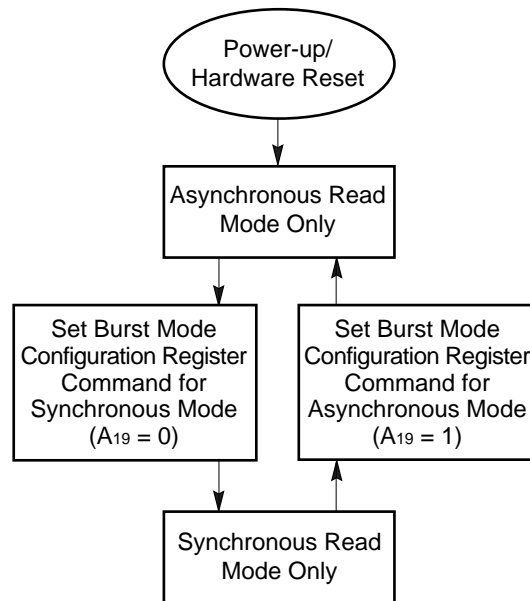 Power-up/
Hardware Reset
Asynchronous Read
Mode Only
Set Burst Mode
Configuration Register
Command for
Synchronous Mode
(A19 = 0)
Set Burst Mode
Configuration Register
Command for
Asynchronous Mode
(A19 = 1)
Synchronous Read
Mode Only